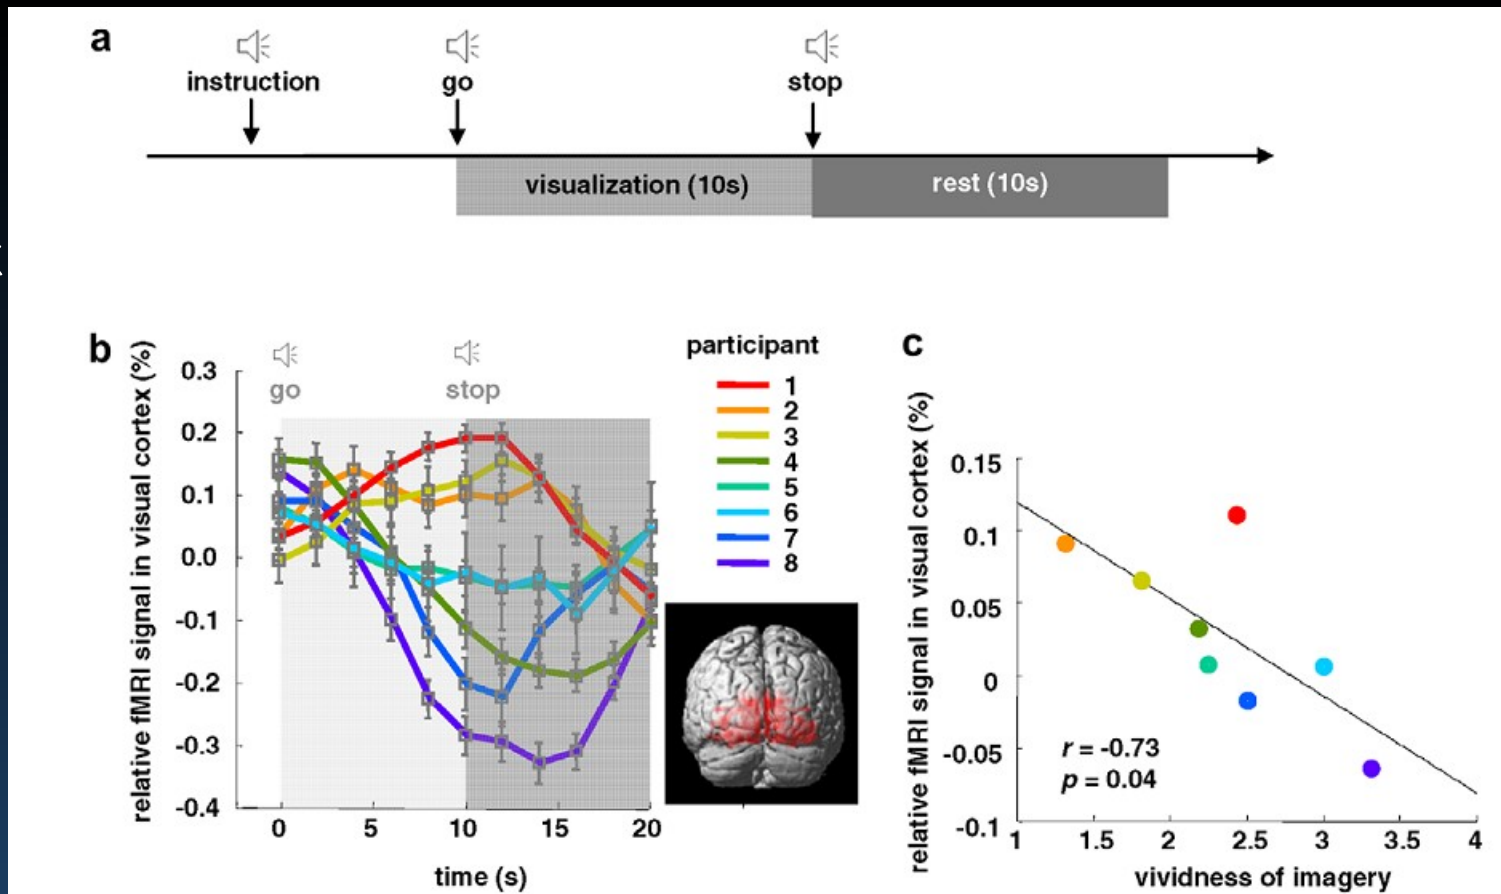 a
instruction
go
stop
visualization (10s)
rest (10s)
b
relative fMRI signal in visual cortex (%)
0.3
0.2
0.1
0.0
-0.1
-0.2
-0.3
-0.4
go
stop
0
5
10
15
20
time (s)
participant
1
2
3
4
5
6
7
8
c
relative fMRI signal in visual cortex (%)
0.15
0.1
0.05
0
-0.05
-0.1
r = -0.73
p = 0.04
1
1.5
2
2.5
3
3.5
4
vividness of imagery